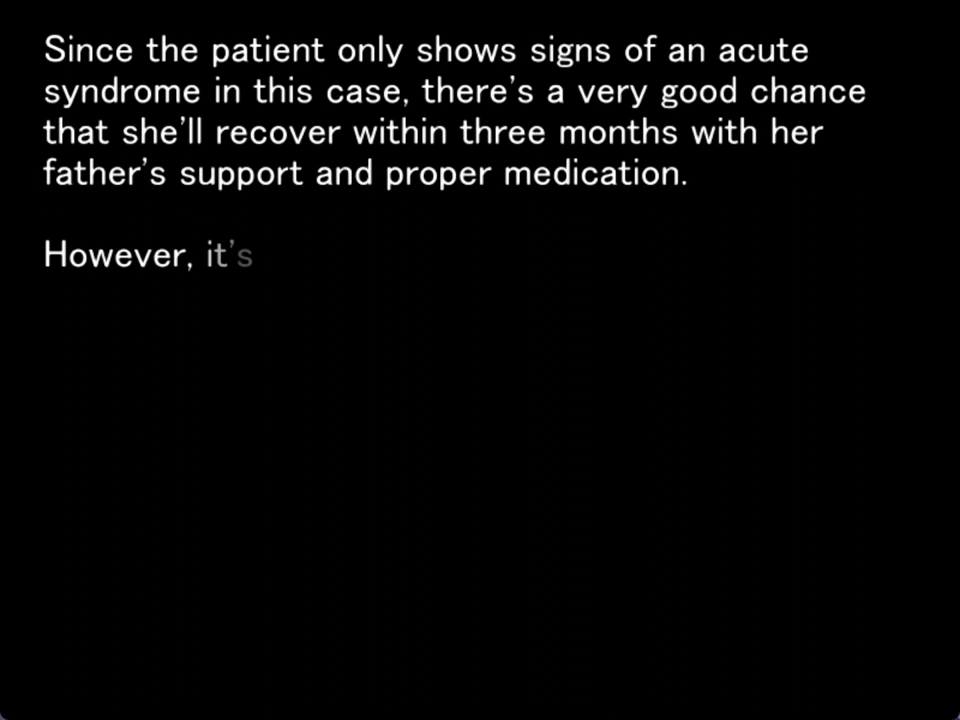 Since the patient only shows signs of an acute
syndrome in this case, there’s a very good chance
that she’ll recover within three months with her
father’s support and proper medication.
However, it’s